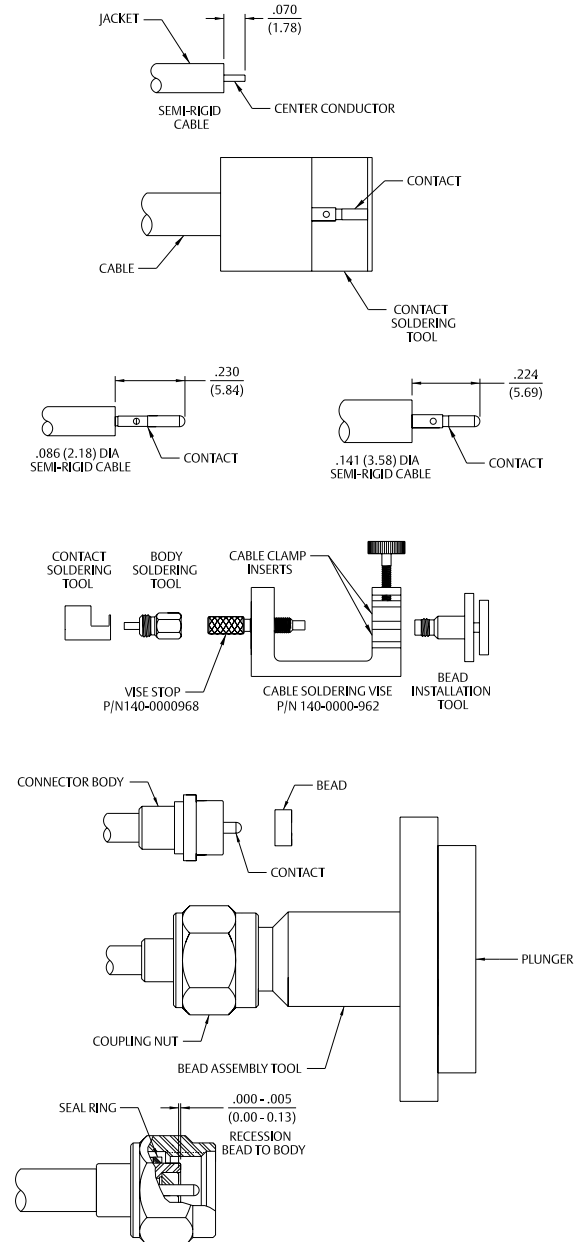 .070
(1.78)
JACKET
CENTER CONDUCTOR
SEMI-RIGID
CABLE
CONTACT
CABLE
CONTACT
SOLDERING
TOOL
.230
(5.84)
.086 (2.18) DIA
SEMI-RIGID CABLE
CONTACT
.224
(5.69)
.141 (3.58) DIA
SEMI-RIGID CABLE
CONTACT
CONTACT
SOLDERING
TOOL
BODY
SOLDERING
TOOL
CABLE CLAMP
INSERTS
VISE STOP
P/N140-0000968
CABLE SOLDERING VISE
P/N 140-0000-962
BEAD
INSTALLATION
TOOL
CONNECTOR BODY
BEAD
CONTACT
PLUNGER
COUPLING NUT
BEAD ASSEMBLY TOOL
SEAL RING
.000 - .005
(0.00 - 0.13)
RECESSION
BEAD TO BODY